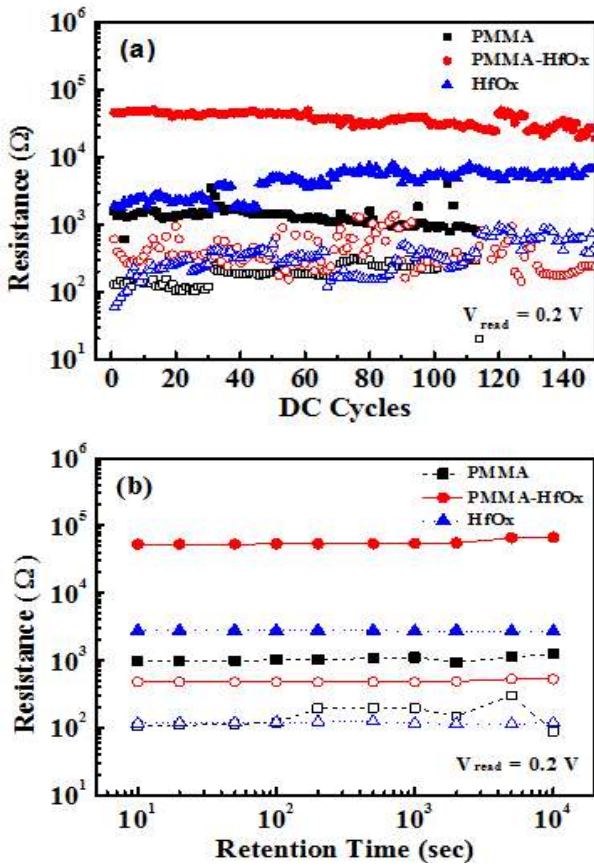 (a)
PMMA
PMMA-HfOx
HfOx
10^6
10^5
10^4
10^3
10^2
10^1
Resistance (Ω)
V_read = 0.2 V
0 20 40 60 80 100 120 140
DC Cycles
(b)
PMMA
PMMA-HfOx
HfOx
10^6
10^5
10^4
10^3
10^2
10^1
Resistance (Ω)
V_read = 0.2 V
10^1 10^2 10^3 10^4
Retention Time (sec)